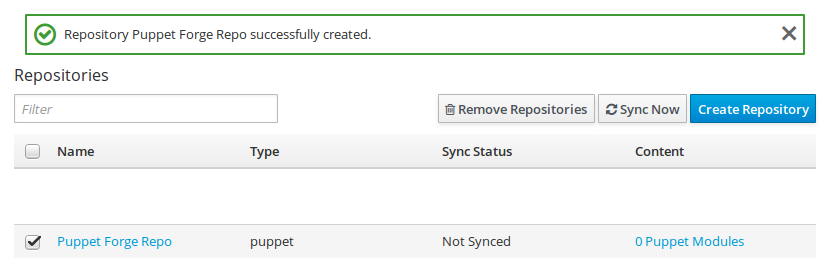 Repository Puppet Forge Repo successfully created.
Repositories
Filter
Remove Repositories Sync Now Create Repository
Name Type Sync Status Content
Puppet Forge Repo puppet Not Synced 0 Puppet Modules